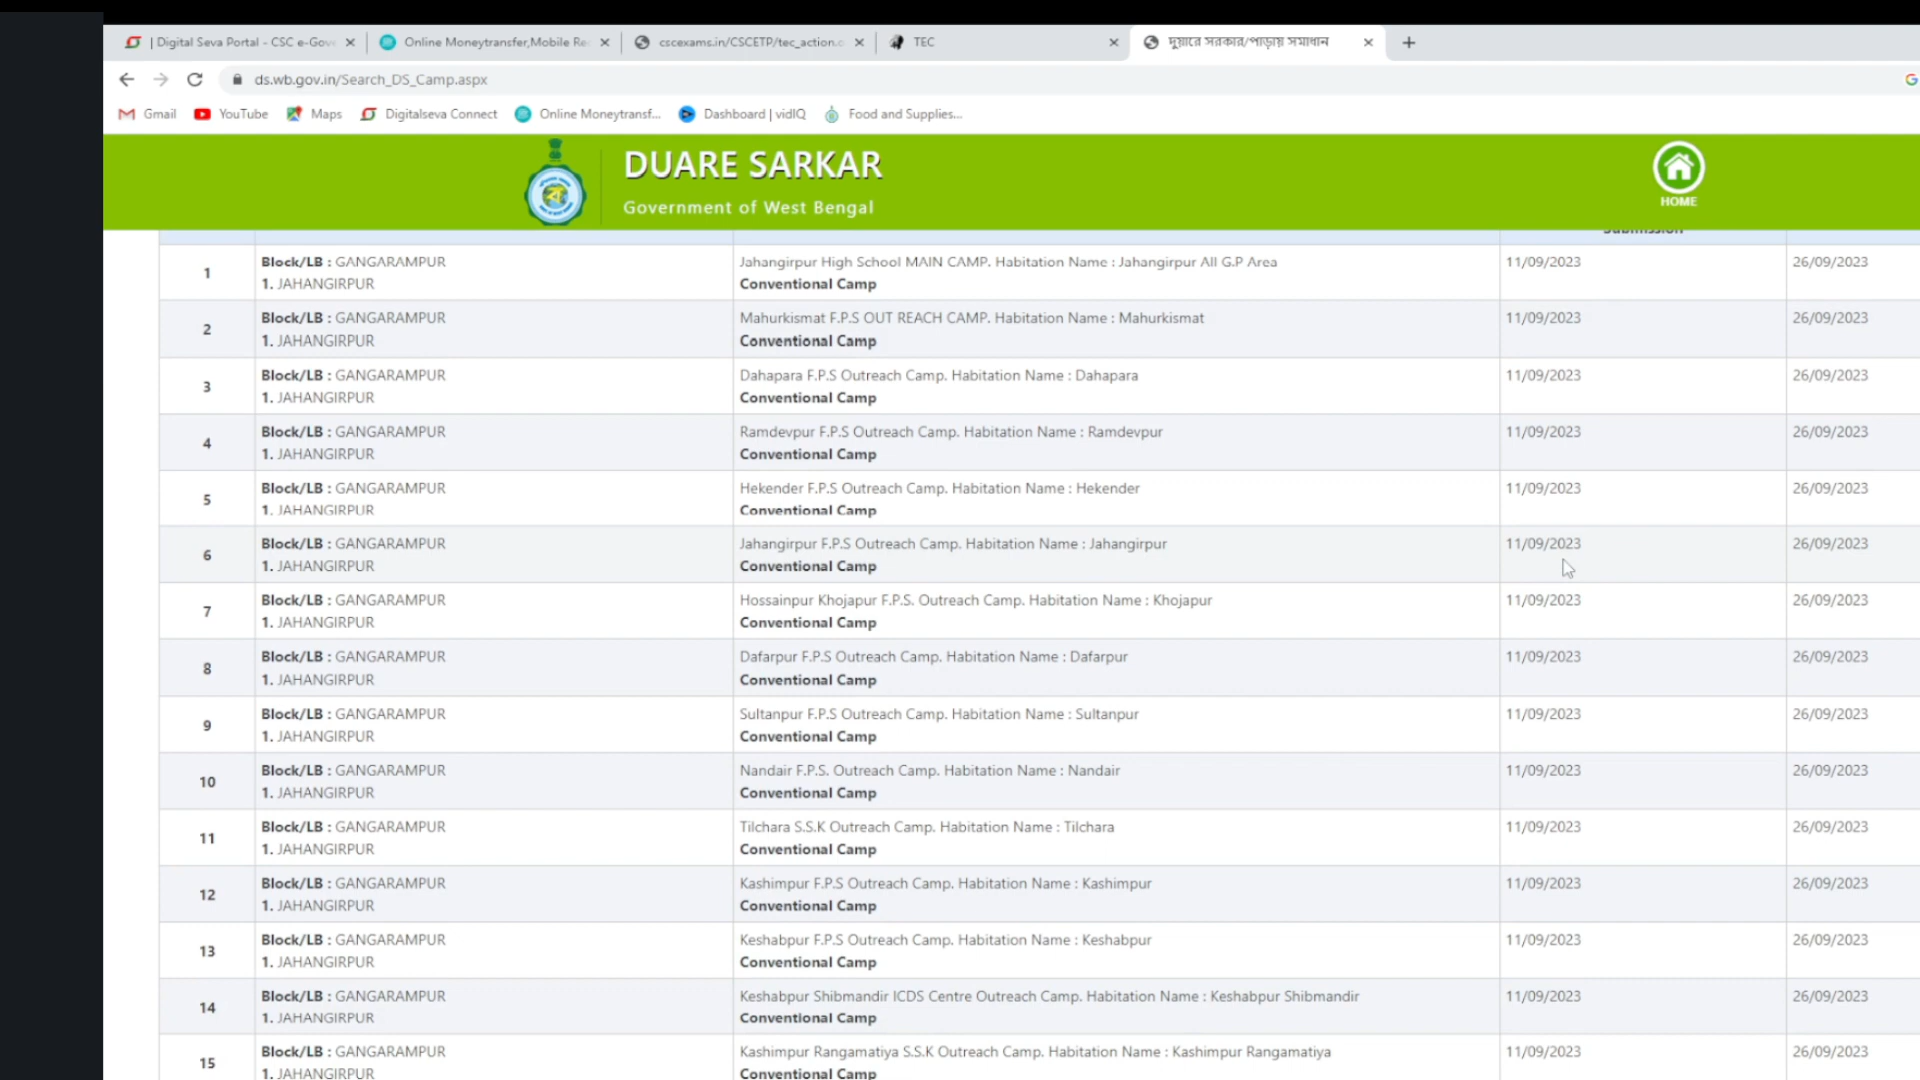 | Digital Seva Portal - CSC e-Gov
Online Moneytransfer,Mobile Re
cscexams.in/CSCETP/tec_action.
TEC
দুয়ারে সরকার/পাড়ায় সমাধান
ds.wb.gov.in/Search_DS_Camp.aspx
Gmail
YouTube
Maps
Digitalseva Connect
Online Moneytransf...
Dashboard | vidIQ
Food and Supplies...
DUARE SARKAR
Government of West Bengal
HOME
Submission
1
Block/LB : GANGARAMPUR
1. JAHANGIRPUR
Jahangirpur High School MAIN CAMP. Habitation Name : Jahangirpur All G.P Area
Conventional Camp
11/09/2023
26/09/2023
2
Block/LB : GANGARAMPUR
1. JAHANGIRPUR
Mahurkismat F.P.S OUT REACH CAMP. Habitation Name : Mahurkismat
Conventional Camp
11/09/2023
26/09/2023
3
Block/LB : GANGARAMPUR
1. JAHANGIRPUR
Dahapara F.P.S Outreach Camp. Habitation Name : Dahapara
Conventional Camp
11/09/2023
26/09/2023
4
Block/LB : GANGARAMPUR
1. JAHANGIRPUR
Ramdevpur F.P.S Outreach Camp. Habitation Name : Ramdevpur
Conventional Camp
11/09/2023
26/09/2023
5
Block/LB : GANGARAMPUR
1. JAHANGIRPUR
Hekender F.P.S Outreach Camp. Habitation Name : Hekender
Conventional Camp
11/09/2023
26/09/2023
6
Block/LB : GANGARAMPUR
1. JAHANGIRPUR
Jahangirpur F.P.S Outreach Camp. Habitation Name : Jahangirpur
Conventional Camp
11/09/2023
26/09/2023
7
Block/LB : GANGARAMPUR
1. JAHANGIRPUR
Hossainpur Khojapur F.P.S. Outreach Camp. Habitation Name : Khojapur
Conventional Camp
11/09/2023
26/09/2023
8
Block/LB : GANGARAMPUR
1. JAHANGIRPUR
Dafarpur F.P.S Outreach Camp. Habitation Name : Dafarpur
Conventional Camp
11/09/2023
26/09/2023
9
Block/LB : GANGARAMPUR
1. JAHANGIRPUR
Sultanpur F.P.S Outreach Camp. Habitation Name : Sultanpur
Conventional Camp
11/09/2023
26/09/2023
10
Block/LB : GANGARAMPUR
1. JAHANGIRPUR
Nandair F.P.S. Outreach Camp. Habitation Name : Nandair
Conventional Camp
11/09/2023
26/09/2023
11
Block/LB : GANGARAMPUR
1. JAHANGIRPUR
Tilchara S.S.K Outreach Camp. Habitation Name : Tilchara
Conventional Camp
11/09/2023
26/09/2023
12
Block/LB : GANGARAMPUR
1. JAHANGIRPUR
Kashimpur F.P.S Outreach Camp. Habitation Name : Kashimpur
Conventional Camp
11/09/2023
26/09/2023
13
Block/LB : GANGARAMPUR
1. JAHANGIRPUR
Keshabpur F.P.S Outreach Camp. Habitation Name : Keshabpur
Conventional Camp
11/09/2023
26/09/2023
14
Block/LB : GANGARAMPUR
1. JAHANGIRPUR
Keshabpur Shibmandir ICDS Centre Outreach Camp. Habitation Name : Keshabpur Shibmandir
Conventional Camp
11/09/2023
26/09/2023
15
Block/LB : GANGARAMPUR
1. JAHANGIRPUR
Kashimpur Rangamatiya S.S.K Outreach Camp. Habitation Name : Kashimpur Rangamatiya
Conventional Camp
11/09/2023
26/09/2023